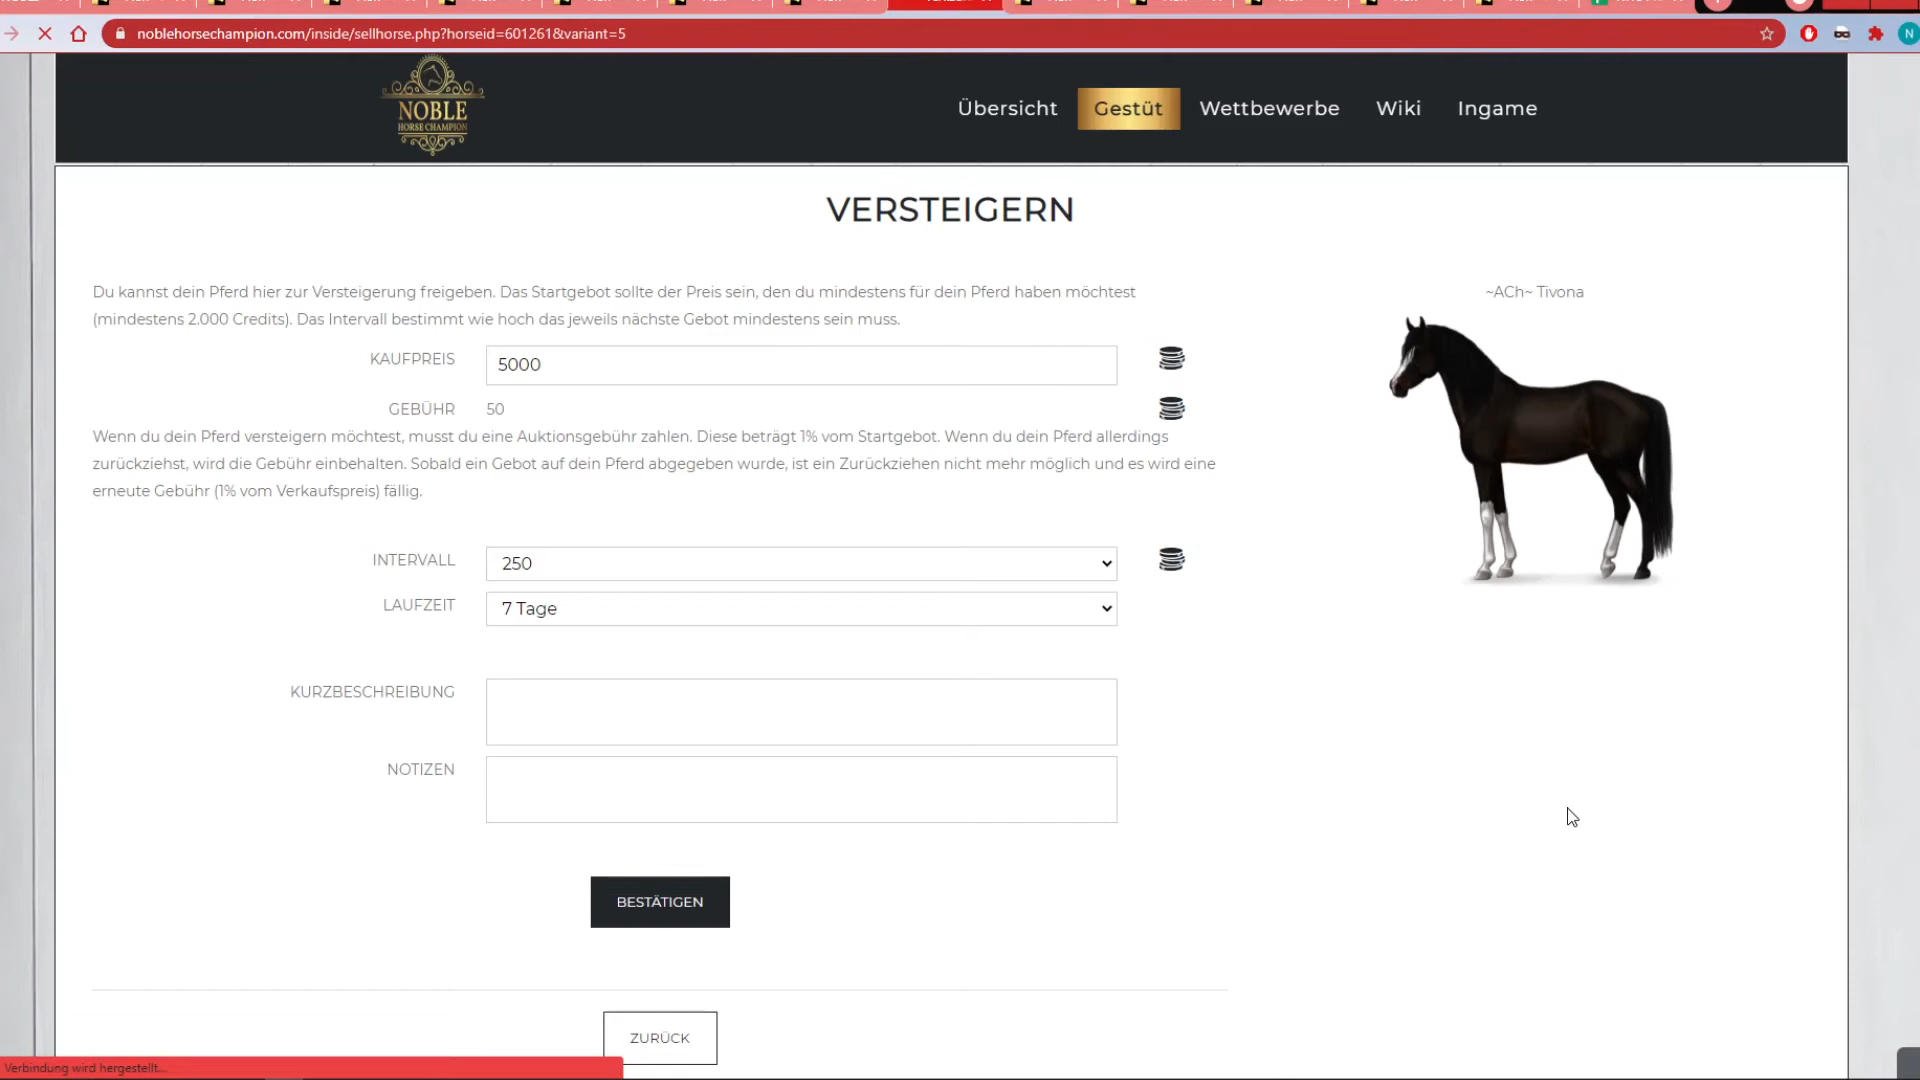 noblehorsechampion.com/inside/sellhorse.php?horseid=601261&variant=5
N
NOBLE
HORSE CHAMPION
Übersicht
Gestüt
Wettbewerbe
Wiki
Ingame
VERSTEIGERN
Du kannst dein Pferd hier zur Versteigerung freigeben. Das Startgebot sollte der Preis sein, den du mindestens für dein Pferd haben möchtest
(mindestens 2.000 Credits). Das Intervall bestimmt wie hoch das jeweils nächste Gebot mindestens sein muss.
~ACh~ Tivona
KAUFPREIS
5000
GEBÜHR
50
Wenn du dein Pferd versteigern möchtest, musst du eine Auktionsgebühr zahlen. Diese beträgt 1% vom Startgebot. Wenn du dein Pferd allerdings
zurückziehst, wird die Gebühr einbehalten. Sobald ein Gebot auf dein Pferd abgegeben wurde, ist ein Zurückziehen nicht mehr möglich und es wird eine
erneute Gebühr (1% vom Verkaufspreis) fällig.
INTERVALL
250
LAUFZEIT
7 Tage
KURZBESCHREIBUNG
NOTIZEN
BESTÄTIGEN
ZURÜCK
Verbindung wird hergestellt...